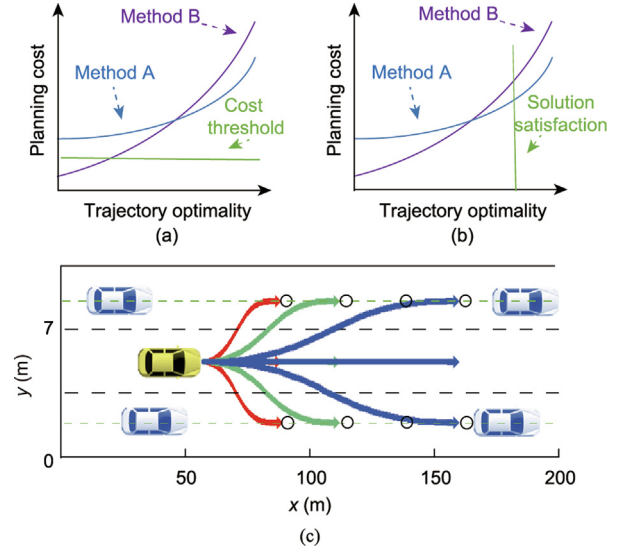 Method B
Method A
Cost
threshold
Planning cost
Trajectory optimality
(a)
Method B
Method A
Solution
satisfaction
Planning cost
Trajectory optimality
(b)
7
y (m)
0
50
100
150
200
x (m)
(c)